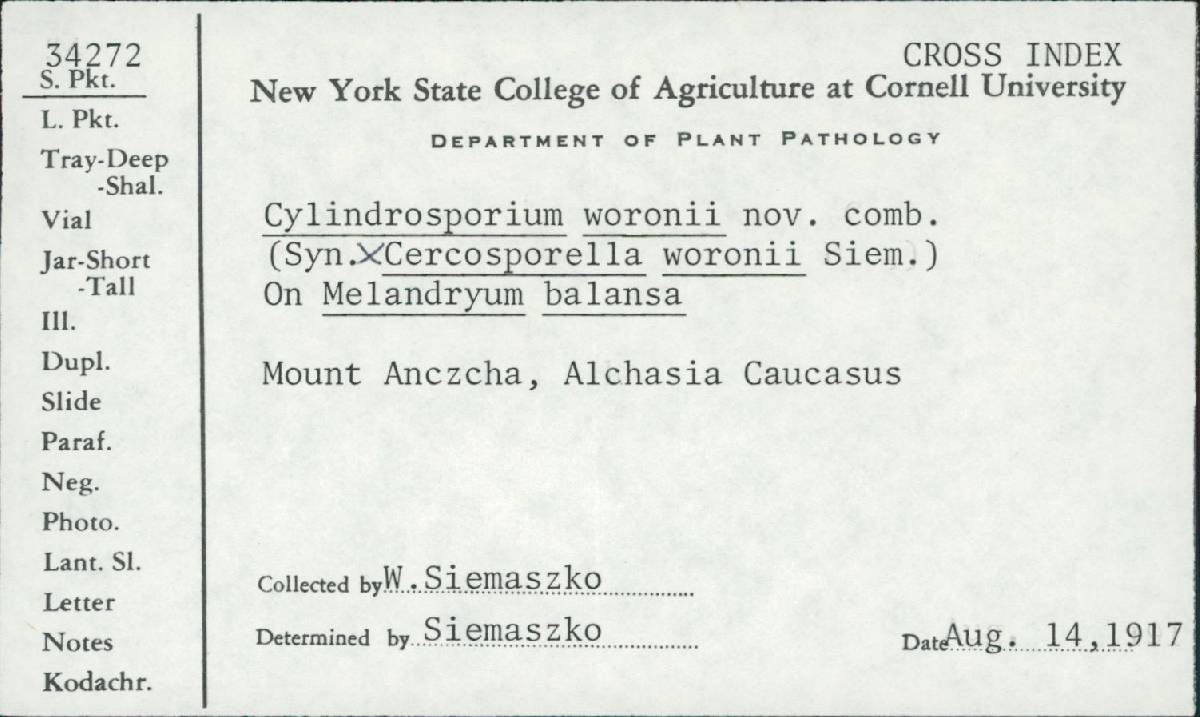 34272
S. Pkt.
L. Pkt.
Tray-Deep
-Shal.
Vial
Jar-Short
-Tall
Ill.
Dupl.
Slide
Paraf.
Neg.
Photo.
Lant. Sl.
Letter
Notes
Kodachr.
CROSS INDEX
New York State College of Agriculture at Cornell University
DEPARTMENT OF PLANT PATHOLOGY
Cylindrosporium woronii nov. comb.
(Syn.XCercosporella woronii Siem.)
On Melandryum balansa
Mount Anczcha, Alchasia Caucasus
Collected by W.Siemaszko
Determined by Siemaszko
Date Aug. 14,1917